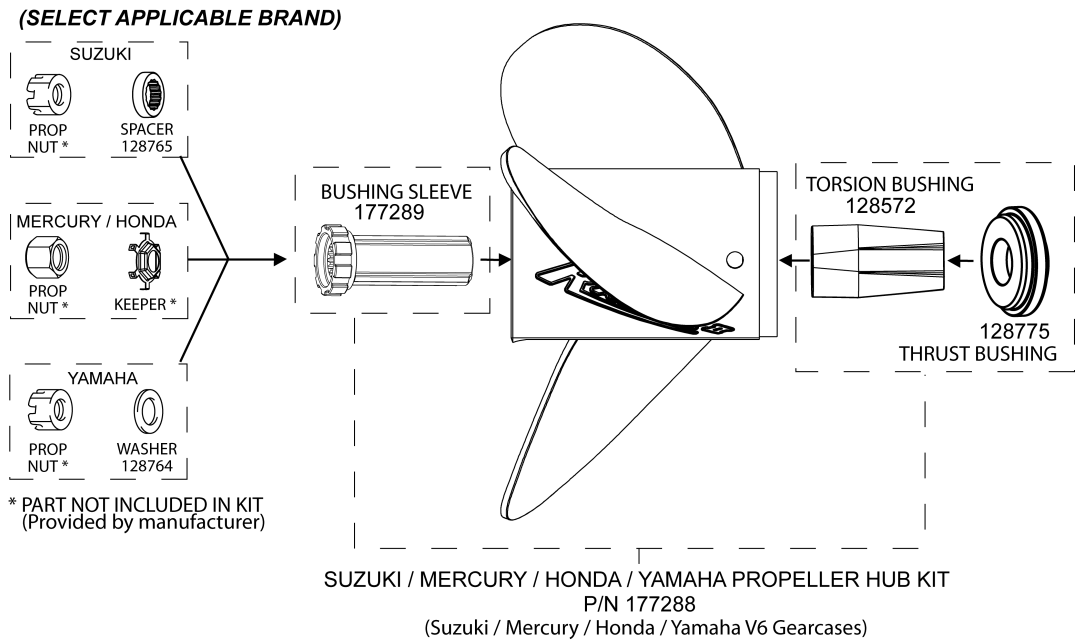 (SELECT APPLICABLE BRAND)
SUZUKI
PROP
NUT *
SPACER
128765
MERCURY / HONDA
PROP
NUT *
KEEPER *
YAMAHA
PROP
NUT *
WASHER
128764
* PART NOT INCLUDED IN KIT
(Provided by manufacturer)
BUSHING SLEEVE
177289
TORSION BUSHING
128572
128775
THRUST BUSHING
SUZUKI / MERCURY / HONDA / YAMAHA PROPELLER HUB KIT
P/N 177288
(Suzuki / Mercury / Honda / Yamaha V6 Gearcases)